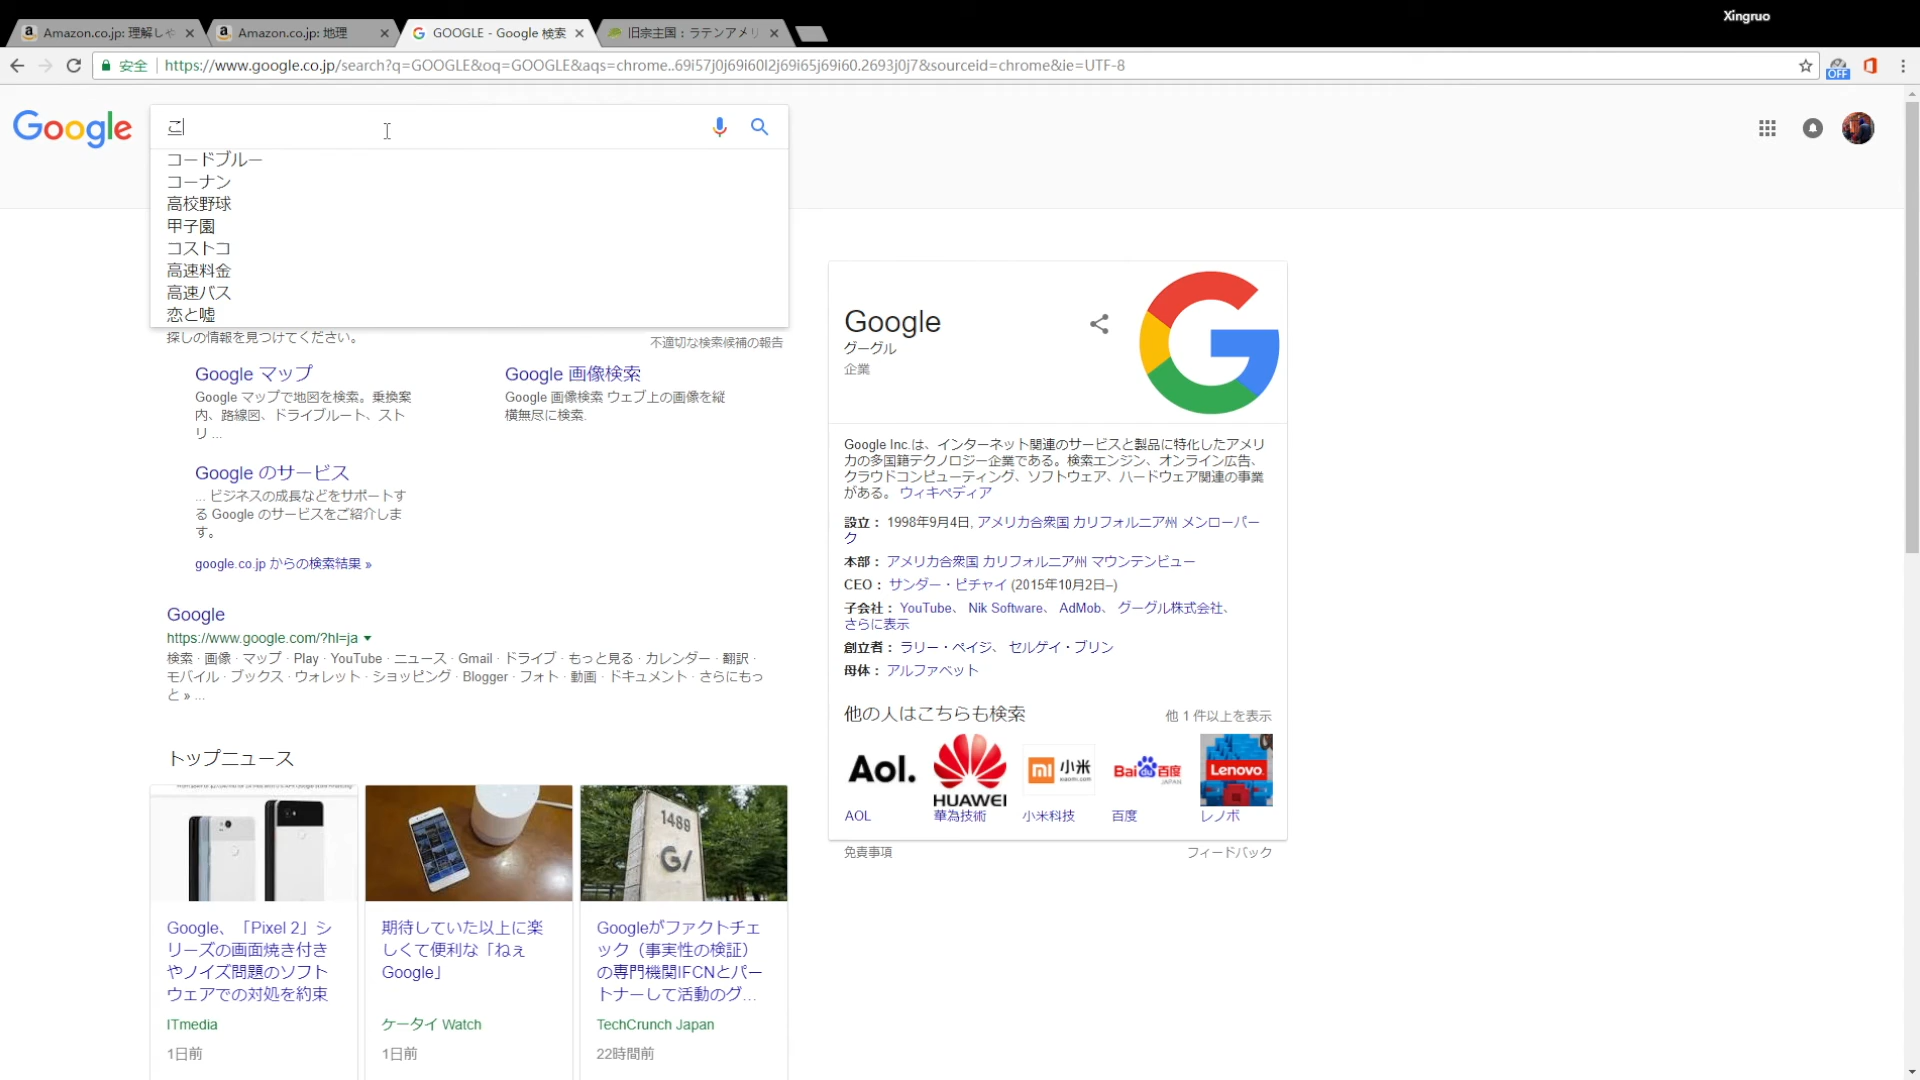 Xingruo
Amazon.co.jp: 理解しゃ
Amazon.co.jp: 地理
GOOGLE - Google 検索
旧宗主国：ラテンアメリ
安全
https://www.google.co.jp/search?q=GOOGLE&oq=GOOGLE&aqs=chrome..69i57j0j69i60l2j69i65j69i60.2693j0j7&sourceid=chrome&ie=UTF-8
OFF
Google
こ
コードブルー
コーナン
高校野球
甲子園
コストコ
高速料金
高速バス
恋と嘘
探しの情報を見つけてください。
不適切な検索候補の報告
Google マップ
Google マップで地図を検索。乗換案
内、路線図、ドライブルート、スト
リ ...
Google 画像検索
Google 画像検索 ウェブ上の画像を縦
横無尽に検索.
Google のサービス
... ビジネスの成長などをサポートす
る Google のサービスをご紹介しま
す。
google.co.jp からの検索結果 »
Google
https://www.google.com/?hl=ja
検索 · 画像 · マップ · Play · YouTube · ニュース · Gmail · ドライブ · もっと見る · カレンダー · 翻訳 ·
モバイル · ブックス · ウォレット · ショッピング · Blogger · フォト · 動画 · ドキュメント · さらにもっ
と » ...
トップニュース
1489
G/
Google、「Pixel 2」シ
リーズの画面焼き付き
やノイズ問題のソフト
ウェアでの対処を約束
ITmedia
1日前
期待していた以上に楽
しくて便利な「ねぇ
Google」
ケータイ Watch
1日前
Googleがファクトチェ
ック（事実性の検証）
の専門機関IFCNとパー
トナーして活動のグ...
TechCrunch Japan
22時間前
Google
グーグル
企業
Google Inc.は、インターネット関連のサービスと製品に特化したアメリ
カの多国籍テクノロジー企業である。検索エンジン、オンライン広告、
クラウドコンピューティング、ソフトウェア、ハードウェア関連の事業
がある。 ウィキペディア
設立： 1998年9月4日, アメリカ合衆国 カリフォルニア州 メンローパー
ク
本部： アメリカ合衆国 カリフォルニア州 マウンテンビュー
CEO： サンダー・ピチャイ (2015年10月2日–)
子会社： YouTube、 Nik Software、 AdMob、 グーグル株式会社、
さらに表示
創立者： ラリー・ペイジ、 セルゲイ・ブリン
母体： アルファベット
他の人はこちらも検索
他 1 件以上を表示
Aol.
HUAWEI
小米
xiaomi.com
Bai百度
JAPAN
Lenovo
AOL
華為技術
小米科技
百度
レノボ
免責事項
フィードバック